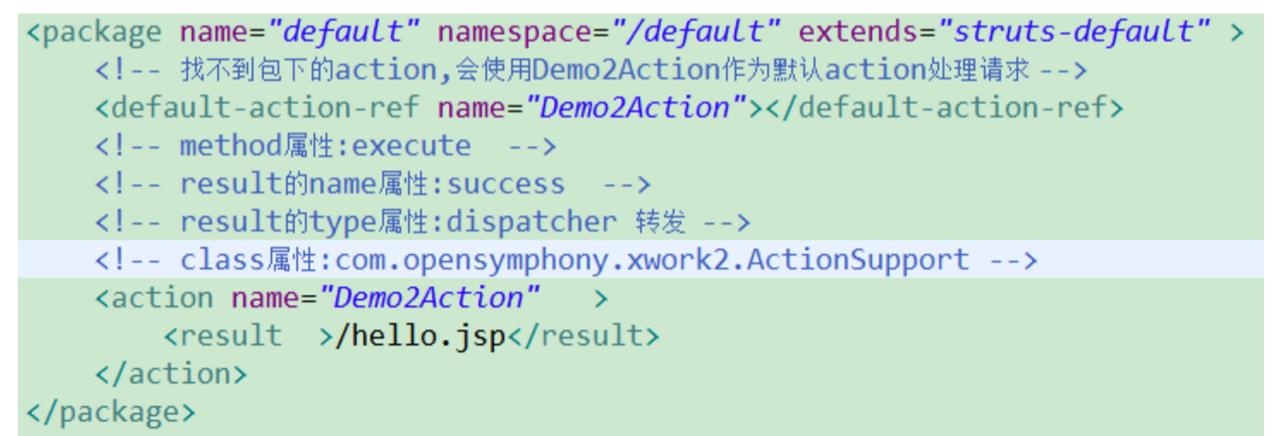 <package name="default" namespace="/default" extends="struts-default" >
    <!-- 找不到包下的action,会使用Demo2Action作为默认action处理请求 -->
    <default-action-ref name="Demo2Action"></default-action-ref>
    <!-- method属性:execute  -->
    <!-- result的name属性:success  -->
    <!-- result的type属性:dispatcher 转发 -->
    <!-- class属性:com.opensymphony.xwork2.ActionSupport -->
    <action name="Demo2Action"   >
        <result  >/hello.jsp</result>
    </action>
</package>